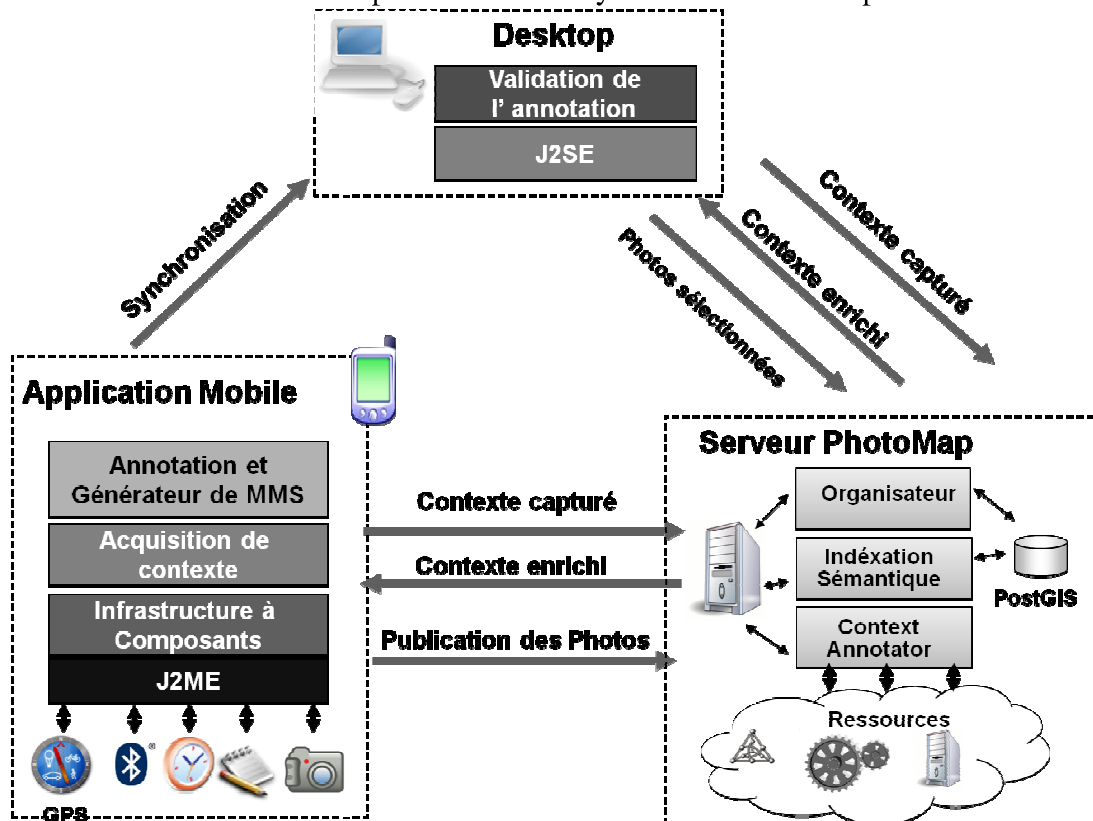 Desktop
Validation de
l' annotation
J2SE
Synchronisation
Contexte capturé
Contexte enrichi
Photos sélectionnées
Application Mobile
Annotation et
Générateur de MMS
Acquisition de
contexte
Infrastructure à
Composants
J2ME
GPS
Contexte capturé
Contexte enrichi
Publication des Photos
Serveur PhotoMap
Organisateur
Indéxation
Sémantique
Context
Annotator
PostGIS
Ressources